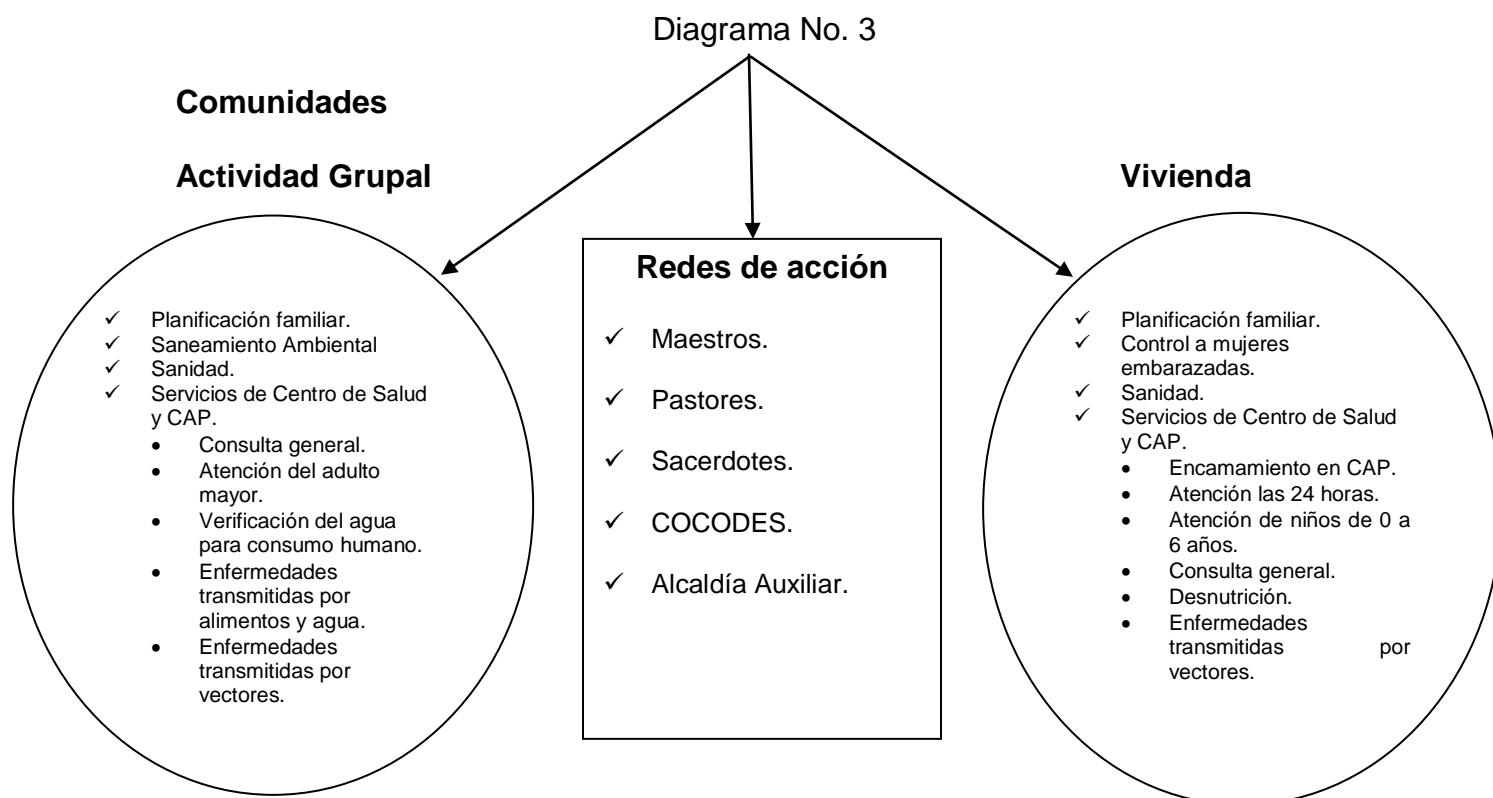 Diagrama No. 3
Comunidades
Actividad Grupal
✓ Planificación familiar.
✓ Saneamiento Ambiental
✓ Sanidad.
✓ Servicios de Centro de Salud
y CAP.
• Consulta general.
• Atención del adulto
mayor.
• Verificación del agua
para consumo humano.
• Enfermedades
transmitidas por
alimentos y agua.
• Enfermedades
transmitidas por
vectores.
Redes de acción
✓ Maestros.
✓ Pastores.
✓ Sacerdotes.
✓ COCODES.
✓ Alcaldía Auxiliar.
Vivienda
✓ Planificación familiar.
✓ Control a mujeres
embarazadas.
✓ Sanidad.
✓ Servicios de Centro de Salud
y CAP.
• Encamamiento en CAP.
• Atención las 24 horas.
• Atención de niños de 0 a
6 años.
• Consulta general.
• Desnutrición.
• Enfermedades
transmitidas por
vectores.